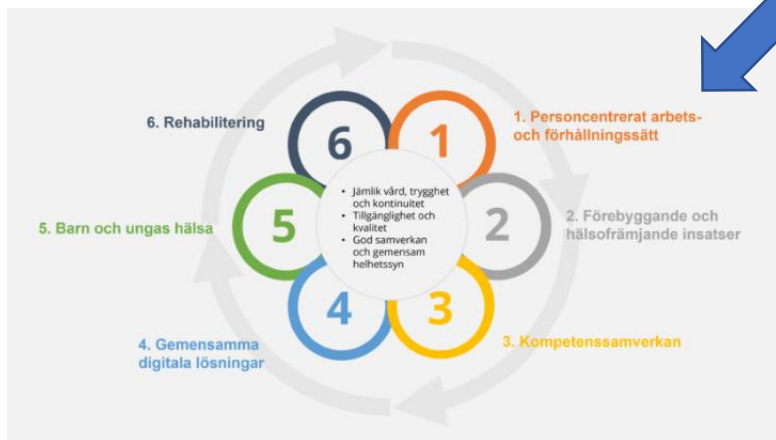 1
1. Personcentrerat arbets-
och förhållningssätt
2
2. Förebyggande och
hälsofrämjande insatser
3
3. Kompetenssamverkan
4
4. Gemensamma
digitala lösningar
5
5. Barn och ungas hälsa
6
6. Rehabilitering
• Jämlik vård, trygghet
och kontinuitet
• Tillgänglighet och
kvalitet
• God samverkan
och gemensam
helhetssyn